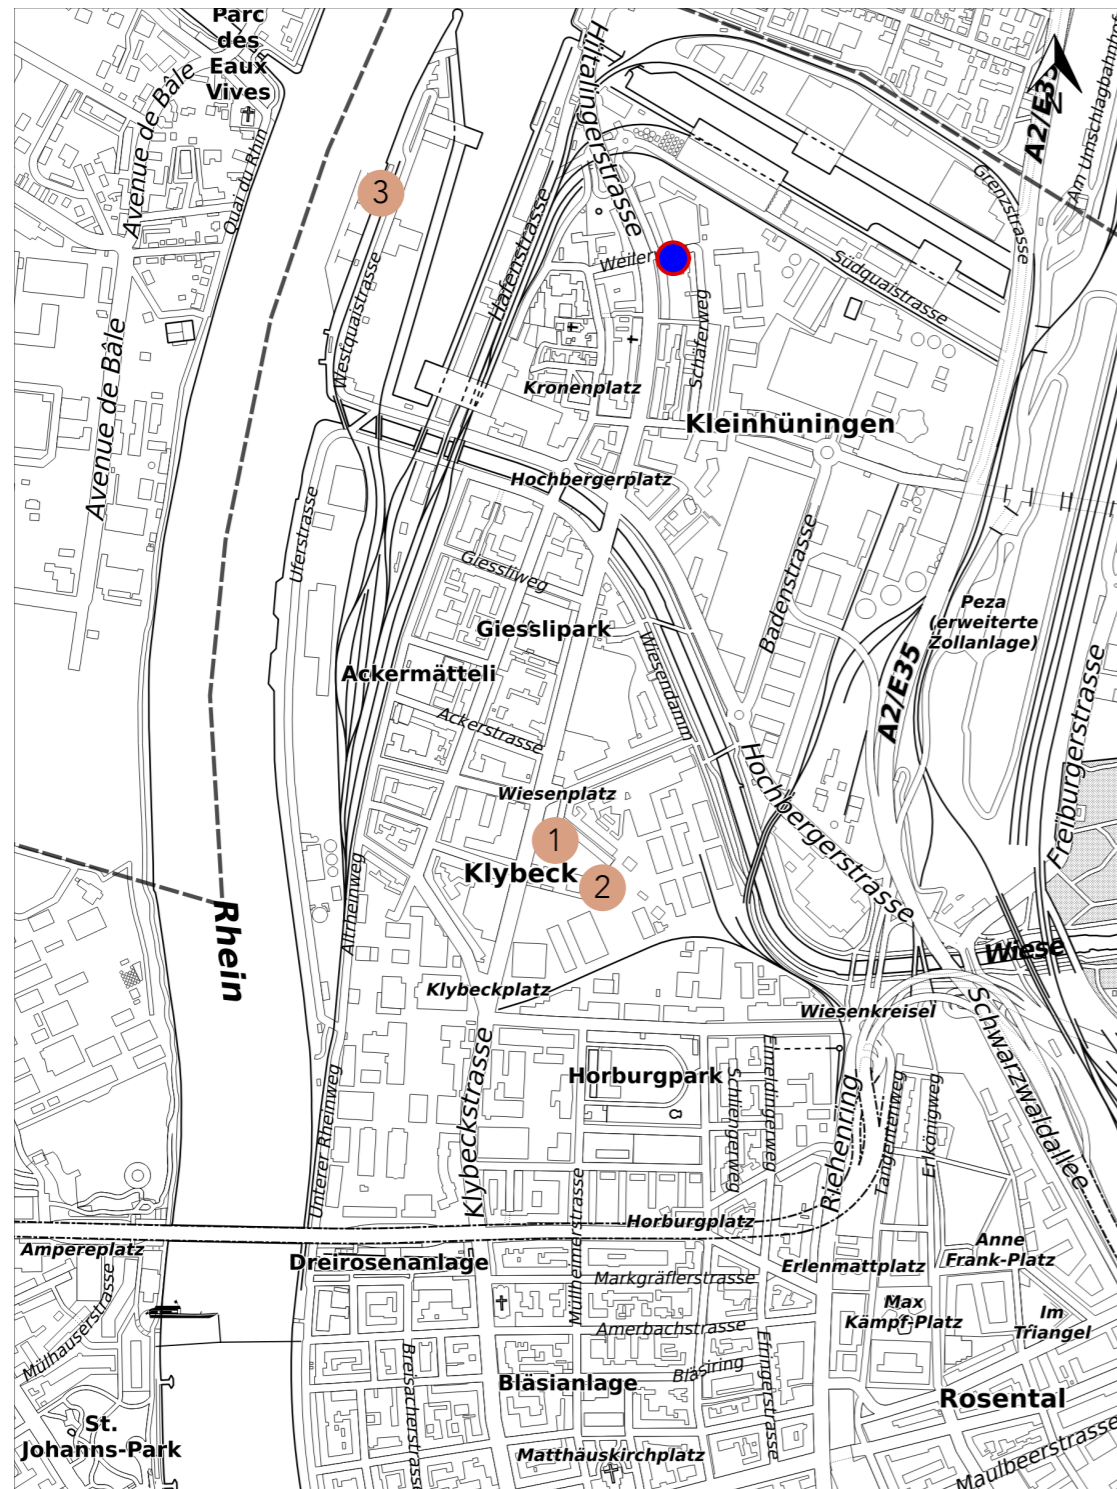 Parc
des
Eaux
Vives
Avenue de Bâle
Quai du Rhin
Hiltalingerstrasse
A2/E35
Am Umschlagbahnhof
3
Grenzstrasse
Hafenstrasse
Weiler
Südquaistrasse
Westquaistrasse
Schäferweg
Avenue de Bâle
Kronenplatz
Kleinhüningen
Hochbergerplatz
Uferstrasse
Giessliweg
Badenstrasse
Peza
(erweiterte
Zollanlage)
Giesslipark
Wiesendamm
Ackermätteli
A2/E35
Freiburgerstrasse
Ackerstrasse
Hochbergerstrasse
Wiesenplatz
1
Klybeck
2
Altrheinweg
Rhein
Wiese
Klybeckplatz
Wiesenkreisel
Schwarzwaldallee
Klybeckstrasse
Horburgpark
Schliengerweg
Emeldingerweg
Unterer Rheinweg
Riehenring
Tangentenweg
Erlkönigweg
Mülheimerstrasse
Horburgplatz
Ampereplatz
Anne
Frank-Platz
Dreirosenanlage
Markgräflerstrasse
Erlenmattplatz
Mülhauserstrasse
Max
Kämpf-Platz
Im
Triangel
Amerbachstrasse
Breisacherstrasse
Bläsiring
Efringerstrasse
Bläsianlage
Rosental
St.
Johanns-Park
Matthäuskirchplatz
Maulbeerstrasse